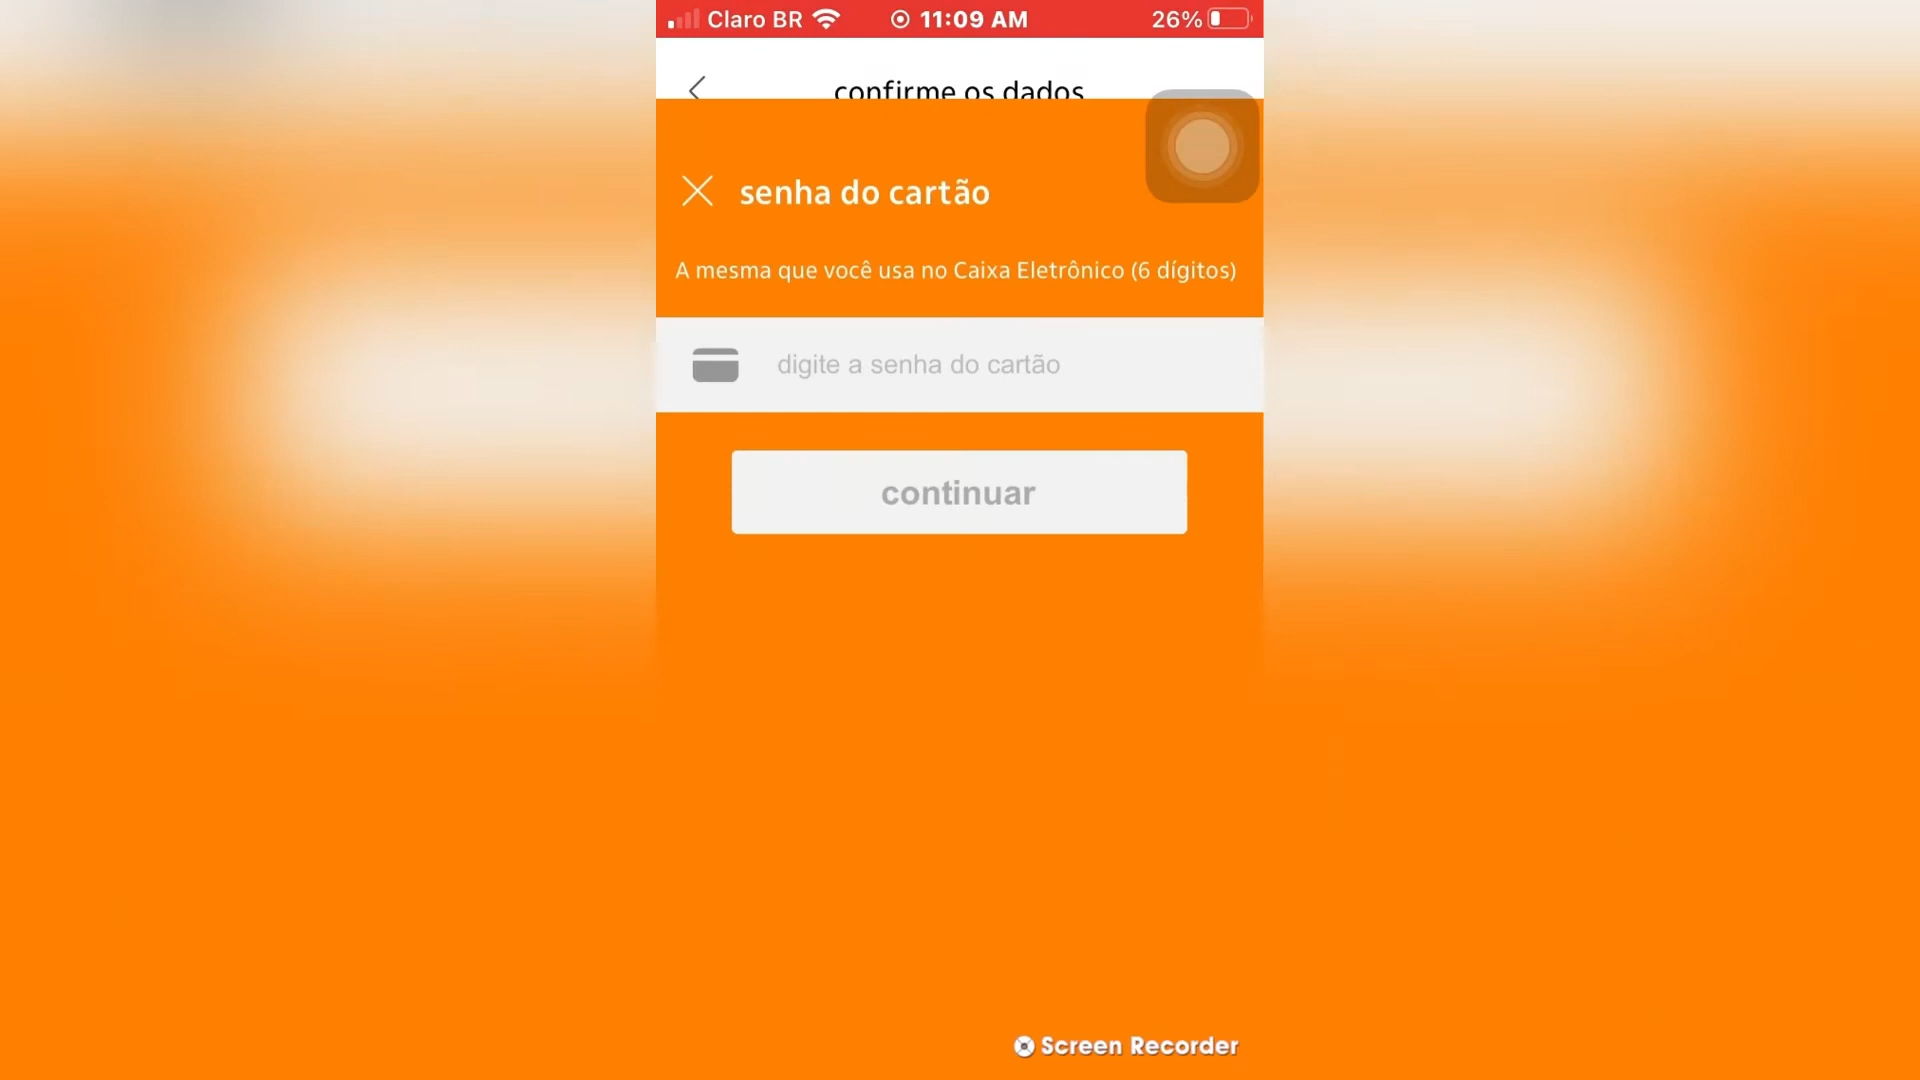 Claro BR 11:09 AM 26%
confirme os dados
senha do cartão
A mesma que você usa no Caixa Eletrônico (6 dígitos)
digite a senha do cartão
continuar
Screen Recorder